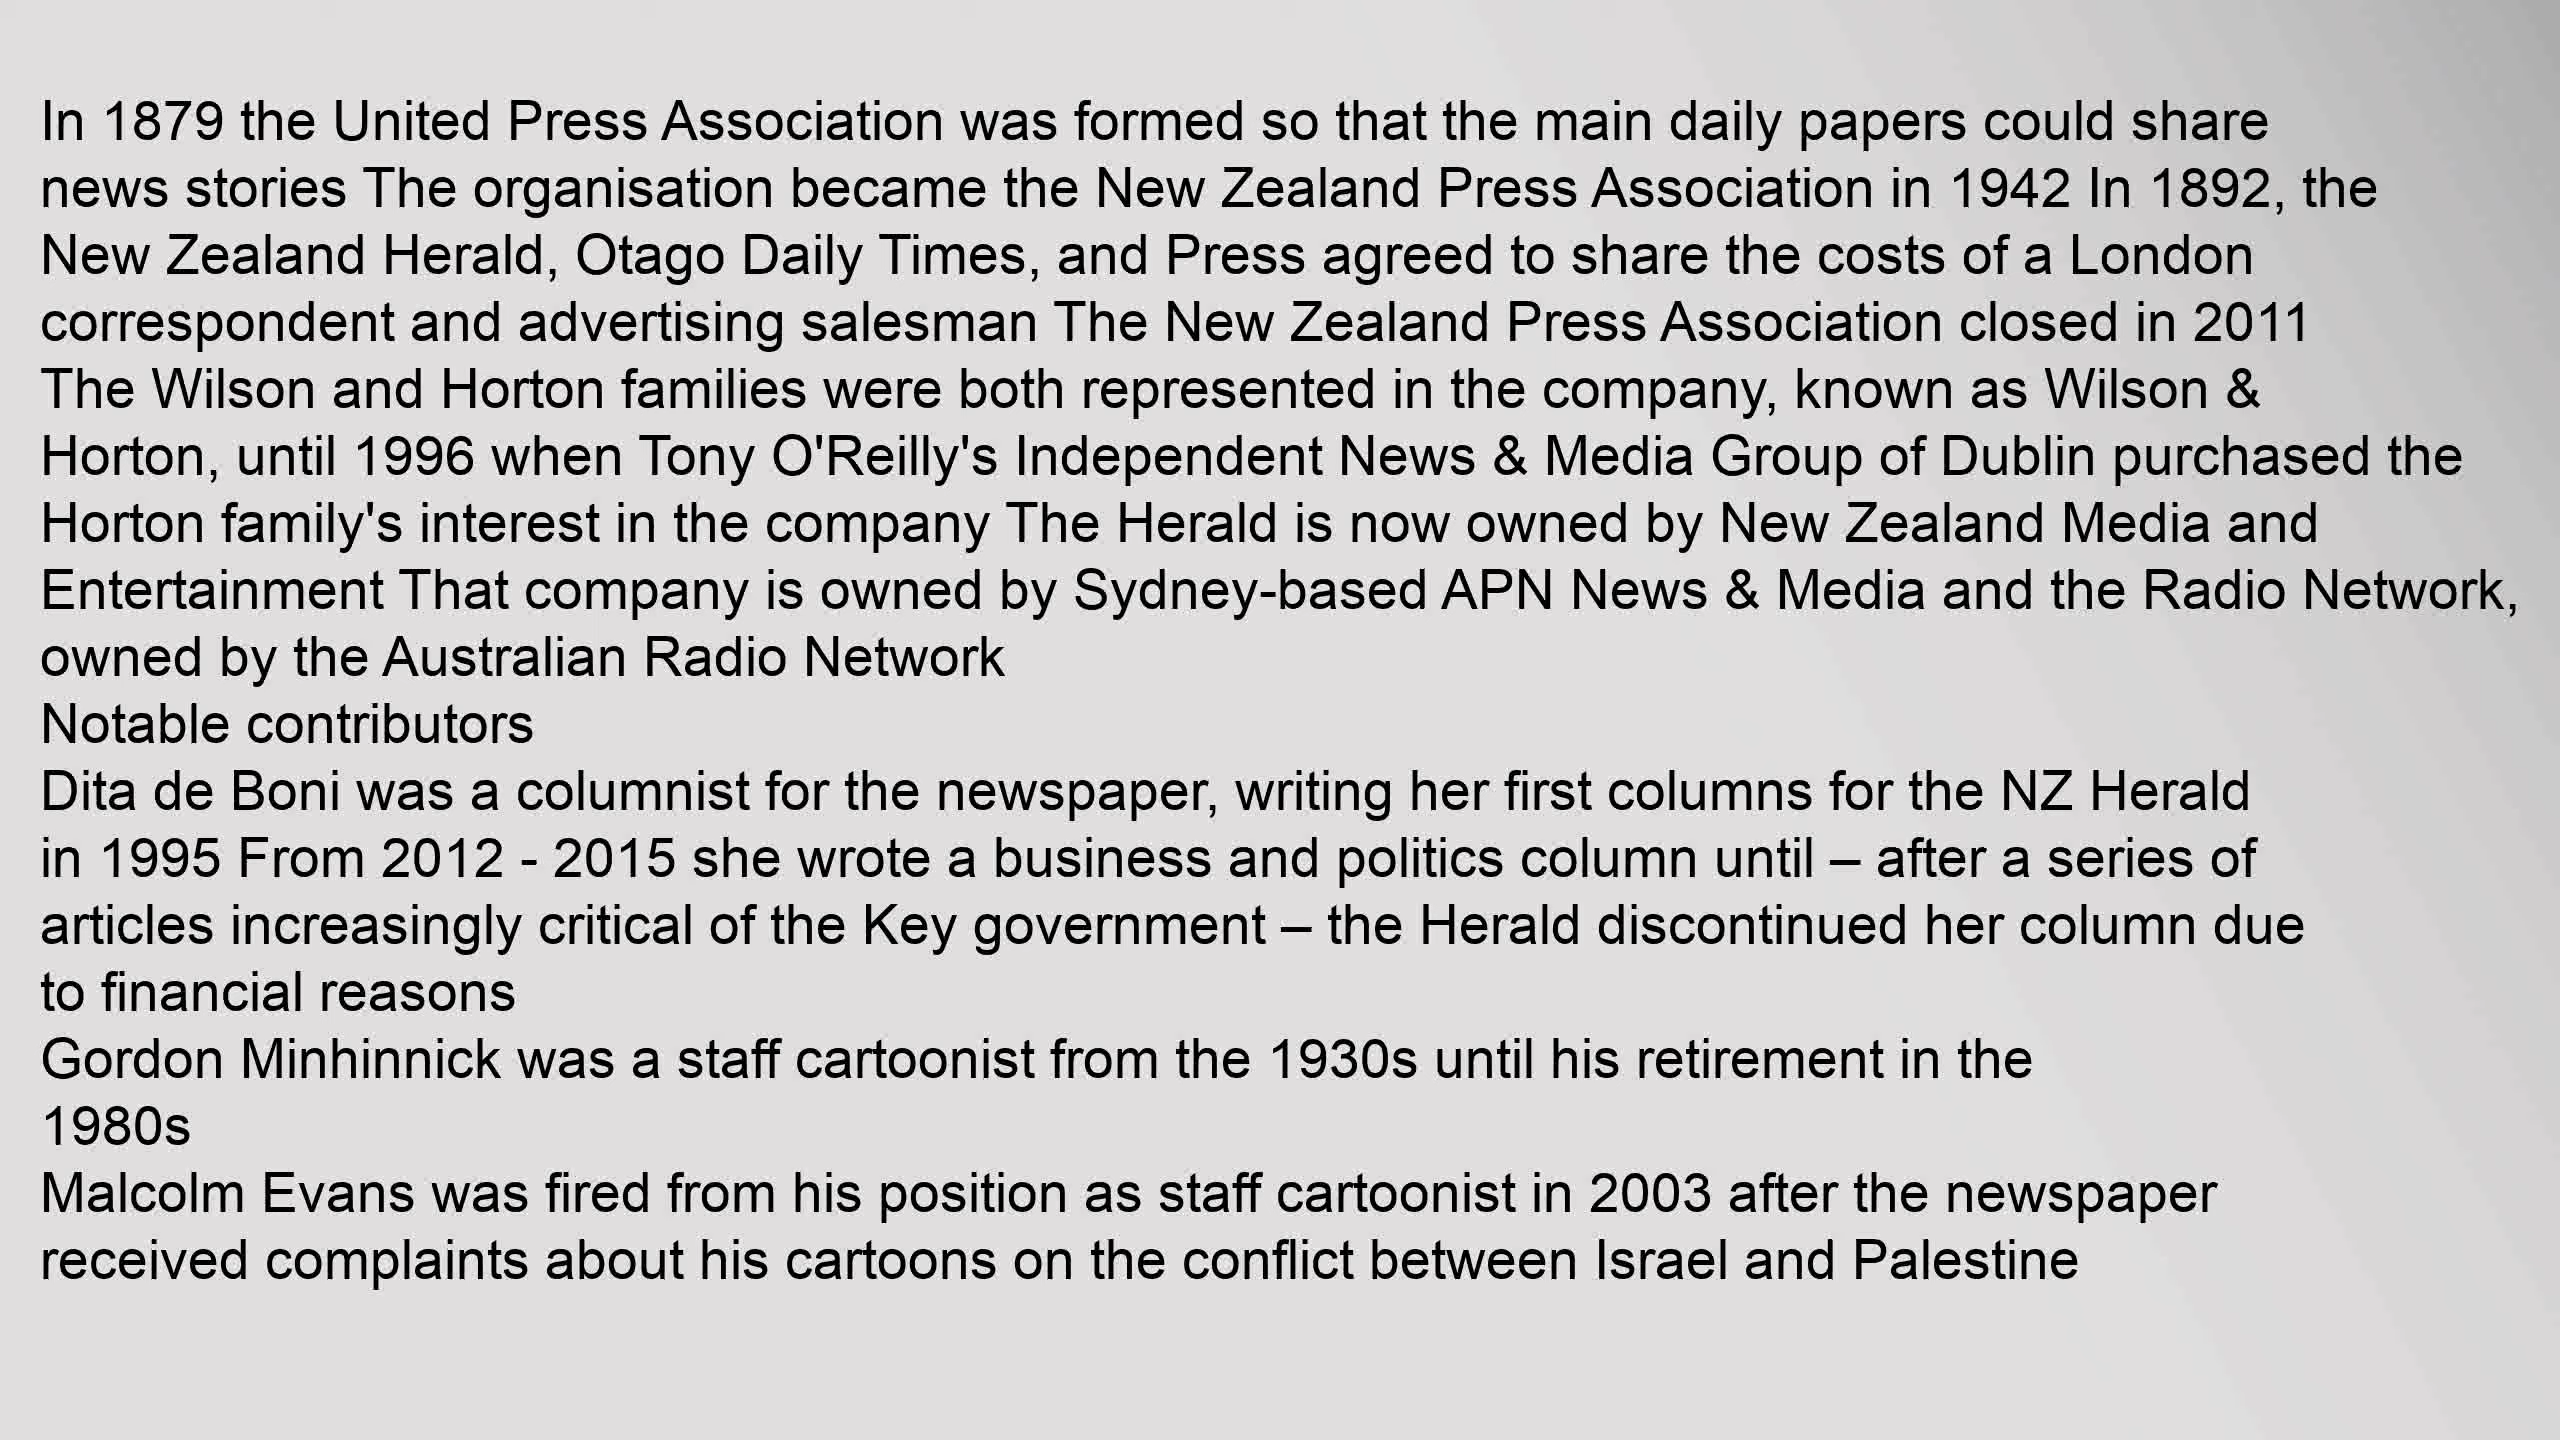 In 1879 the United Press Association was formed so that the main daily papers could share
news stories The organisation became the New Zealand Press Association in 1942 In 1892, the
New Zealand Herald, Otago Daily Times, and Press agreed to share the costs of a London
correspondent and advertising salesman The New Zealand Press Association closed in 2011
The Wilson and Horton families were both represented in the company, known as Wilson &
Horton, until 1996 when Tony O'Reilly's Independent News & Media Group of Dublin purchased the
Horton family's interest in the company The Herald is now owned by New Zealand Media and
Entertainment That company is owned by Sydney-based APN News & Media and the Radio Network,
owned by the Australian Radio Network
Notable contributors
Dita de Boni was a columnist for the newspaper, writing her first columns for the NZ Herald
in 1995 From 2012 - 2015 she wrote a business and politics column until – after a series of
articles increasingly critical of the Key government – the Herald discontinued her column due
to financial reasons
Gordon Minhinnick was a staff cartoonist from the 1930s until his retirement in the
1980s
Malcolm Evans was fired from his position as staff cartoonist in 2003 after the newspaper
received complaints about his cartoons on the conflict between Israel and Palestine